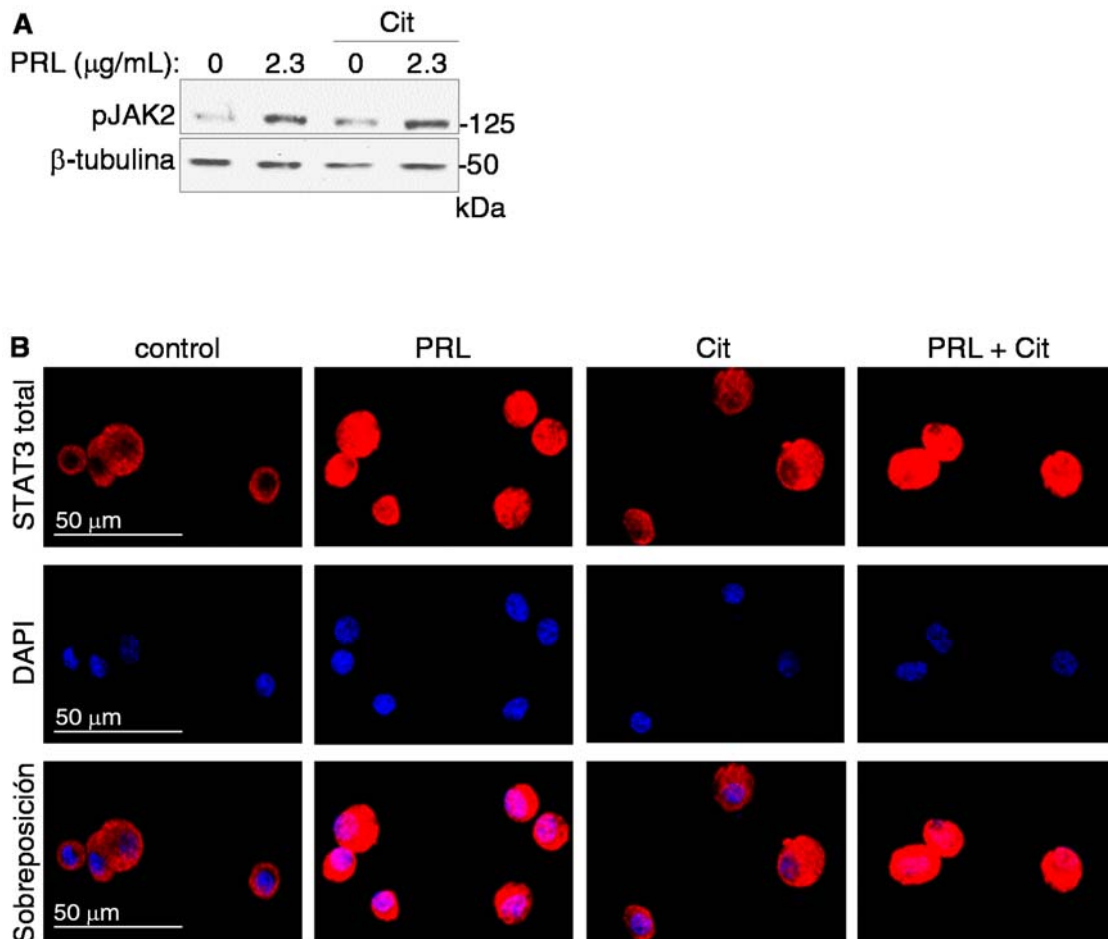 A
Cit
PRL (μg/mL): 0 2.3 0 2.3
pJAK2 -125
β-tubulina -50
kDa
B control PRL Cit PRL + Cit
STAT3 total
50 μm
DAPI
50 μm
Sobreposición
50 μm